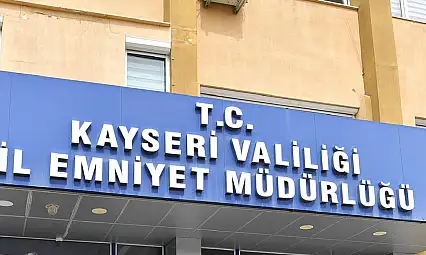 T.C.
KAYSERİ VALİLİĞİ
İL EMNİYET MÜDÜRLÜĞÜ